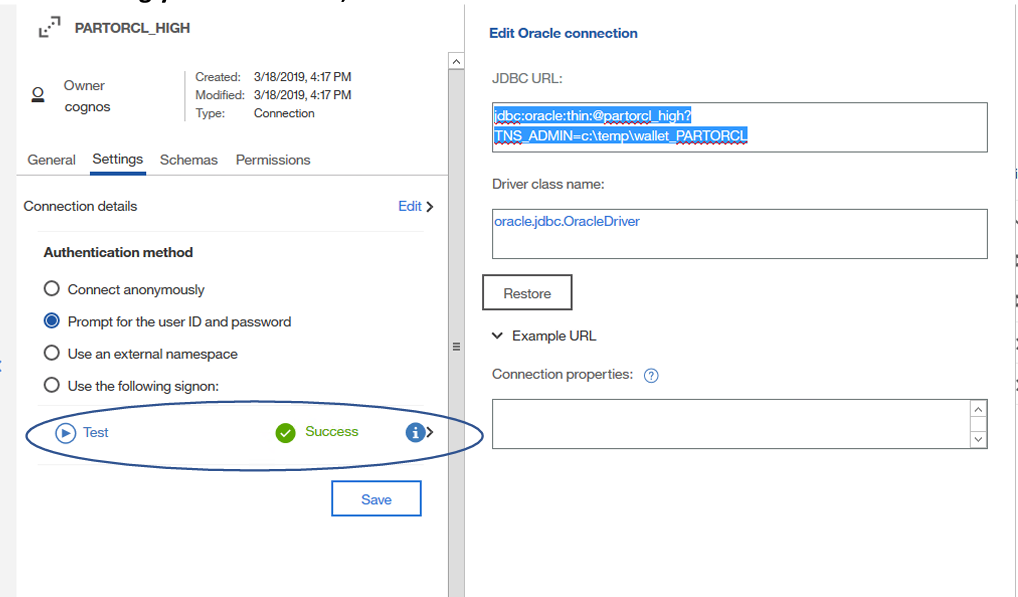 PARTORCL_HIGH
Owner
cognos
Created: 3/18/2019, 4:17 PM
Modified: 3/18/2019, 4:17 PM
Type: Connection
General Settings Schemas Permissions
Connection details Edit
Authentication method
Connect anonymously
Prompt for the user ID and password
Use an external namespace
Use the following signon:
Test Success
Save
Edit Oracle connection
JDBC URL:
jdbc:oracle:thin:@partorcl_high?
TNS_ADMIN=c:\temp\wallet_PARTORCL
Driver class name:
oracle.jdbc.OracleDriver
Restore
Example URL
Connection properties: ?